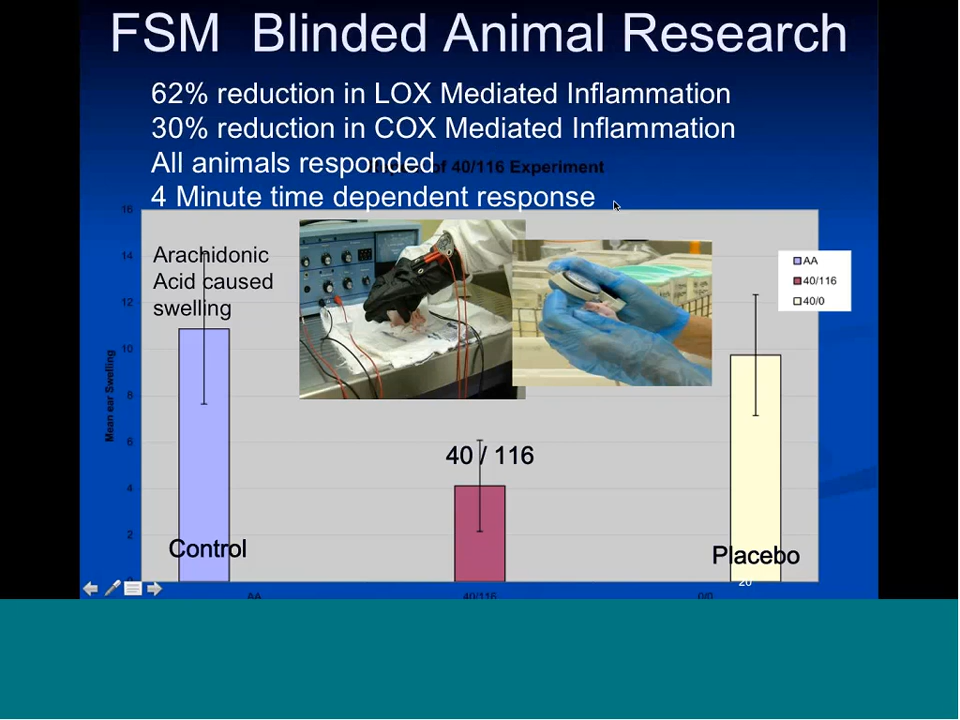 FSM Blinded Animal Research
62% reduction in LOX Mediated Inflammation
30% reduction in COX Mediated Inflammation
All animals responded
of 40/116 Experiment
4 Minute time dependent response
16
14
12
10
8
6
4
2
0
Mean ear Swelling
Arachidonic
Acid caused
swelling
AA
40/116
40/0
40 / 116
Control
Placebo
20
AA
40/116
0/0